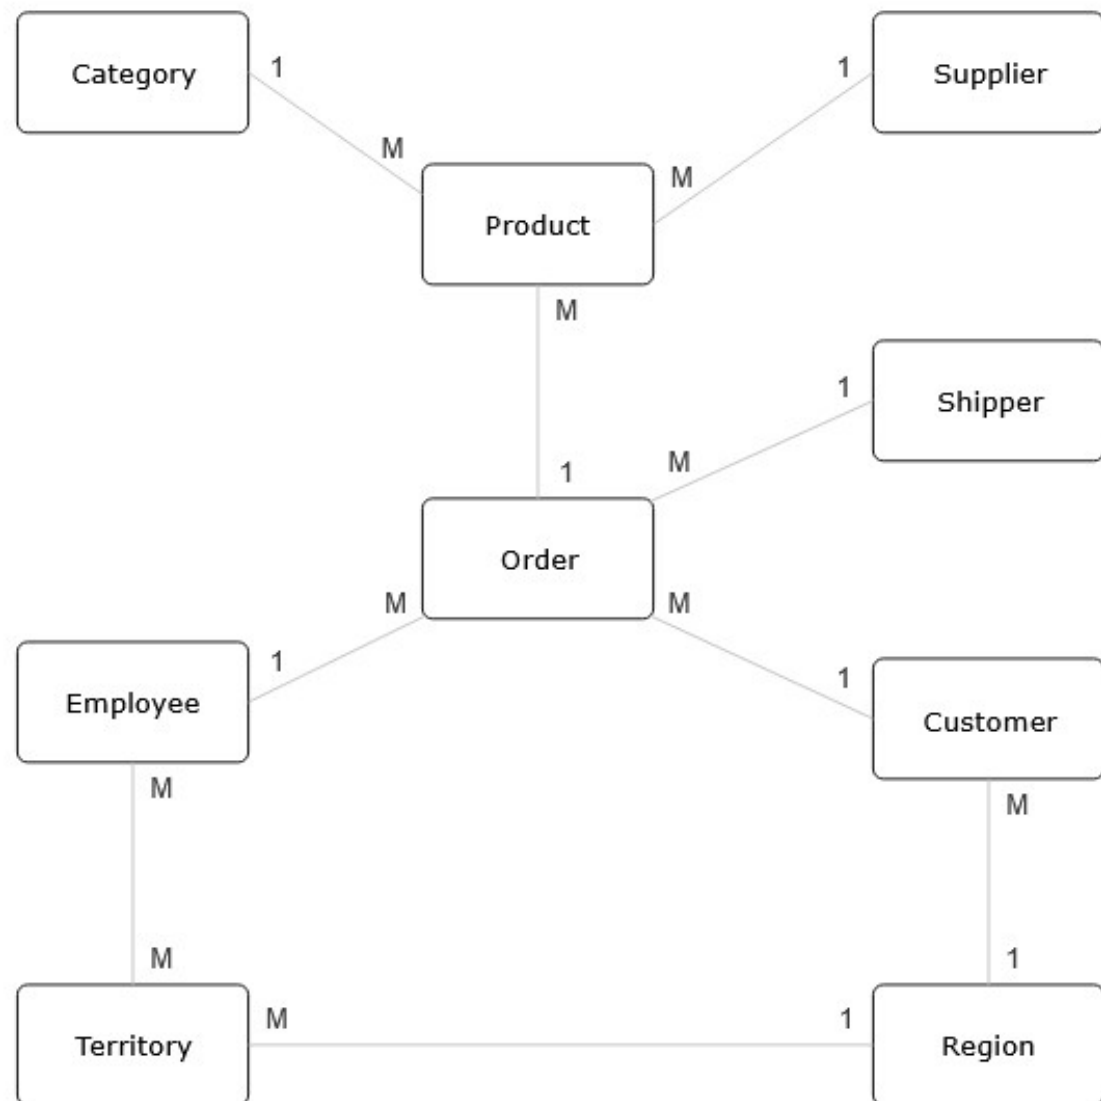 Category
1
1
Supplier
M
M
Product
M
1
Shipper
M
1
Order
M
M
1
1
Employee
Customer
M
M
M
1
Territory
M
1
Region